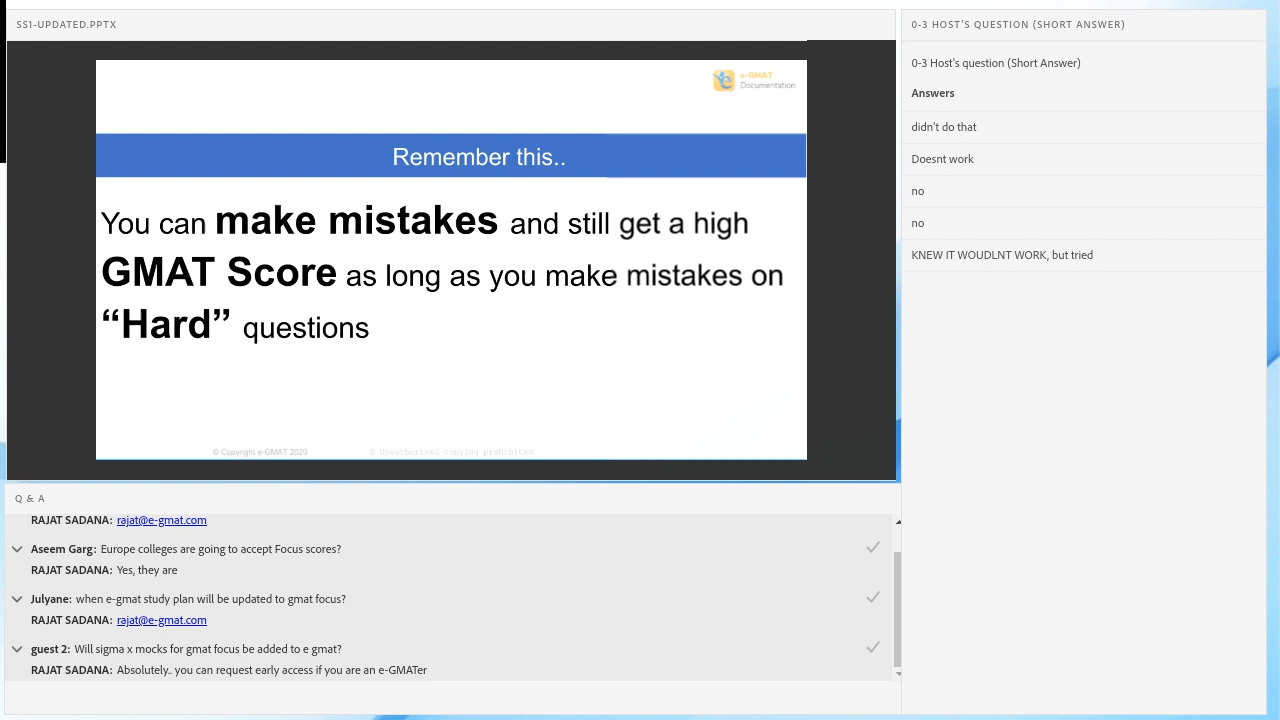 SS1-UPDATED.PPTX
e-GMAT
Documentation
Remember this..
You can make mistakes and still get a high
GMAT Score as long as you make mistakes on
“Hard” questions
© Copyright e-GMAT 2020
© Unauthorized copying prohibited
Q & A
RAJAT SADANA: rajat@e-gmat.com
Aseem Garg: Europe colleges are going to accept Focus scores?
RAJAT SADANA: Yes, they are
Julyane: when e-gmat study plan will be updated to gmat focus?
RAJAT SADANA: rajat@e-gmat.com
guest 2: Will sigma x mocks for gmat focus be added to e gmat?
RAJAT SADANA: Absolutely.. you can request early access if you are an e-GMATer
0-3 HOST'S QUESTION (SHORT ANSWER)
0-3 Host's question (Short Answer)
Answers
didn't do that
Doesnt work
no
no
KNEW IT WOUDLNT WORK, but tried